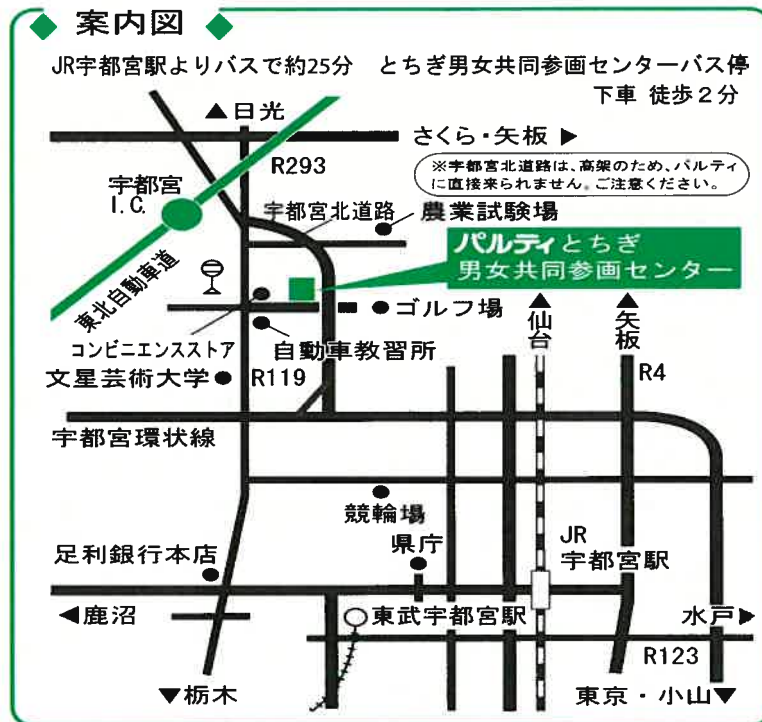 案内図
JR宇都宮駅よりバスで約25分　とちぎ男女共同参画センターバス停
下車 徒歩2分
▲日光
さくら・矢板 ▶
R293
※宇都宮北道路は、高架のため、パルティ
に直接来られません。ご注意ください。
宇都宮
I.C.
宇都宮北道路
農業試験場
パルティとちぎ
男女共同参画センター
東北自動車道
ゴルフ場
▲仙台
▲矢板
コンビニエンスストア
自動車教習所
文星芸術大学
R119
R4
宇都宮環状線
競輪場
足利銀行本店
県庁
JR
宇都宮駅
◀鹿沼
東武宇都宮駅
水戸▶
R123
▼栃木
東京・小山▼